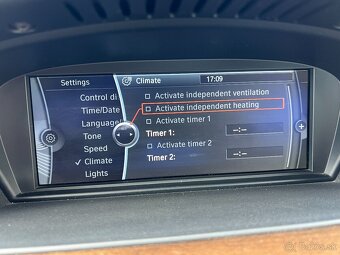 Settings
Climate
17:09
Control di
Time/Date
Language
Tone
Speed
✓ Climate
Lights
Activate independent ventilation
Activate independent heating
Activate timer 1
Timer 1: --:--
Activate timer 2
Timer 2: --:--